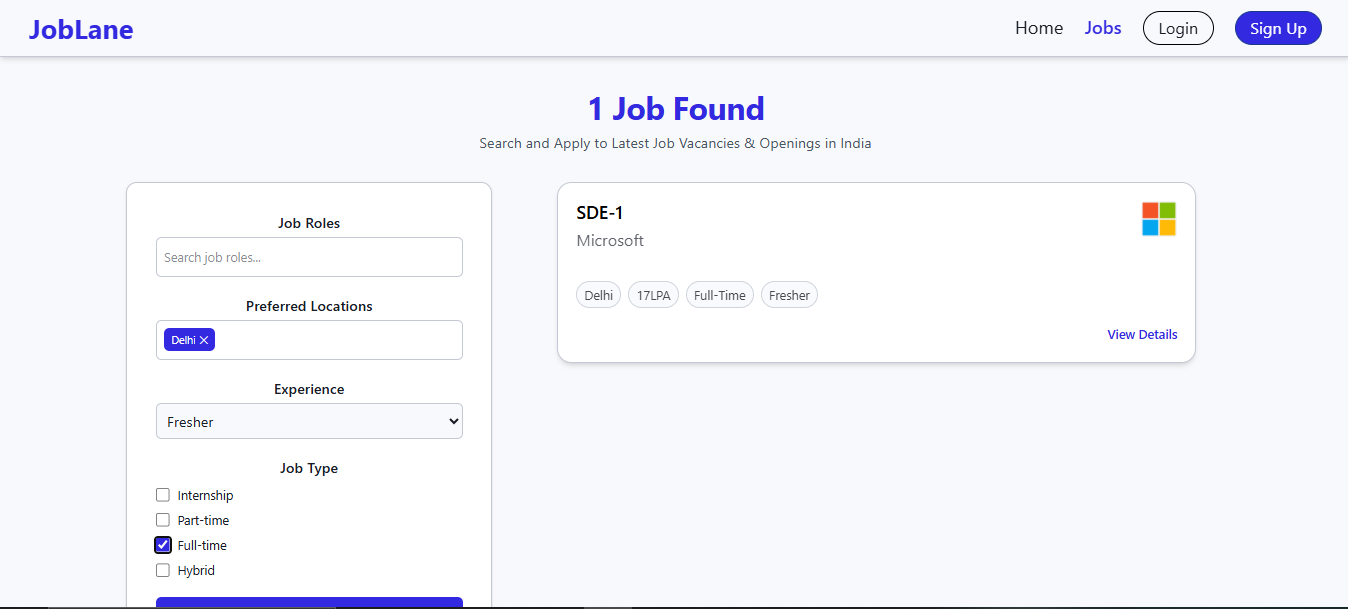 JobLane
Home Jobs Login Sign Up
1 Job Found
Search and Apply to Latest Job Vacancies & Openings in India
Job Roles
Search job roles...
Preferred Locations
Delhi ✕
Experience
Fresher
Job Type
Internship
Part-time
Full-time
Hybrid
SDE-1
Microsoft
Delhi 17LPA Full-Time Fresher
View Details